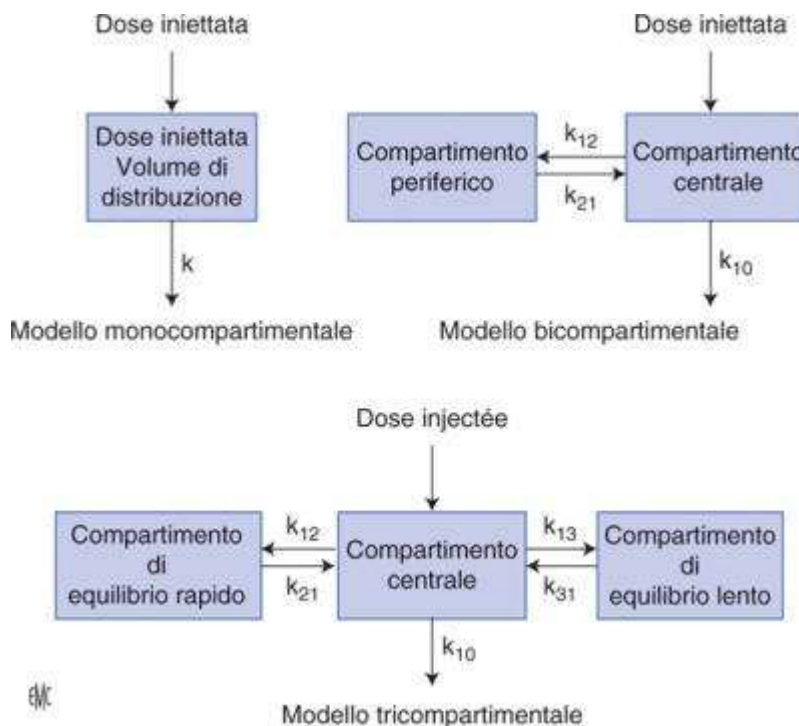 Dose iniettata
Dose iniettata
Volume di
distribuzione
k
Modello monocompartimentale
Dose iniettata
Compartimento
periferico
k12
k21
Compartimento
centrale
k10
Modello bicompartimentale
Dose injectée
Compartimento
di
equilibrio rapido
k12
k21
Compartimento
centrale
k13
k31
Compartimento
di
equilibrio lento
k10
Modello tricompartimentale
EMC